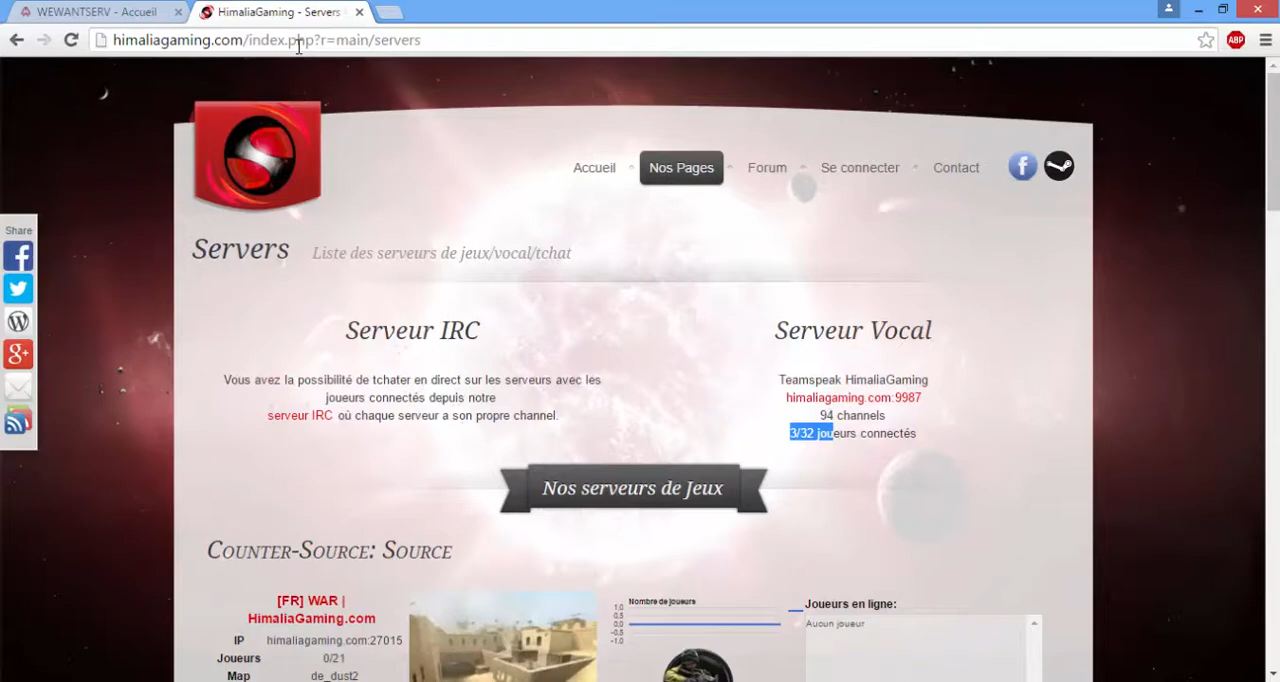 WEWANTSERV - Accueil
HimaliaGaming - Servers
himaliagaming.com/index.php?r=main/servers
ABP
Accueil
Nos Pages
Forum
Se connecter
Contact
Share
Servers
Liste des serveurs de jeux/vocal/tchat
Serveur IRC
Vous avez la possibilité de tchater en direct sur les serveurs avec les
joueurs connectés depuis notre
serveur IRC où chaque serveur a son propre channel.
Serveur Vocal
Teamspeak HimaliaGaming
himaliagaming.com:9987
94 channels
3/32 joueurs connectés
Nos serveurs de Jeux
Counter-Source: Source
[FR] WAR |
HimaliaGaming.com
IP himaliagaming.com:27015
Joueurs 0/21
Map de_dust2
Nombre de joueurs
1,0
0,5
0,0
-0,5
-1,0
Joueurs en ligne:
Aucun joueur